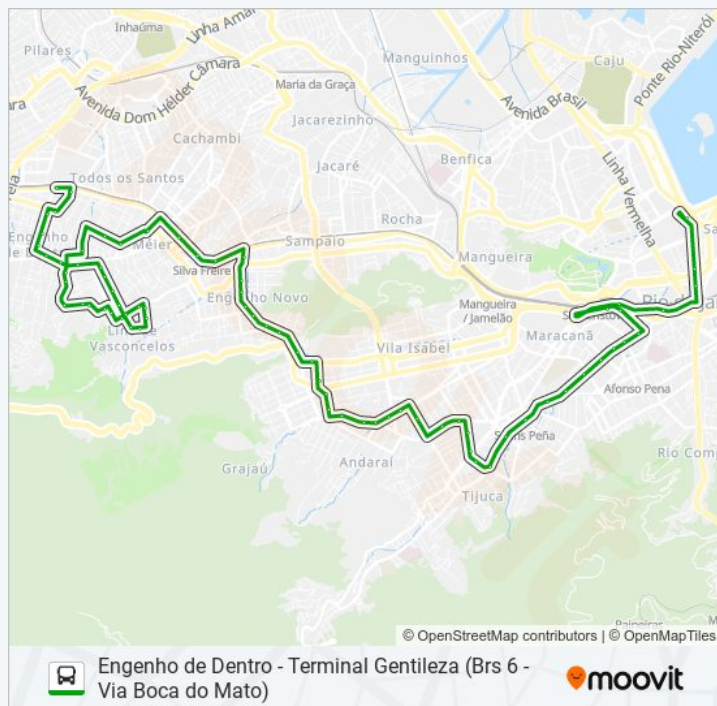 Inhaúma
Linha Amar
Pilares
Manguinhos
Caju
Ponte Rio-Niterói
Avenida Dom Hélder Câmara
Maria da Graça
Avenida Brasil
Cachambi
Jacarezinho
Linha Vermelha
Todos os Santos
Jacaré
Benfica
Rocha
Engenho
Méier
Sampaio
Mangueira
Silva Freire
Engenho Novo
Mangueira
/ Jamelão
Vasconcelos
Vila Isabel
Maracanã
Afonso Pena
Grajaú
Andaraí
Tijuca
Rio Comp
© OpenStreetMap contributors | © OpenMapTiles
Engenho de Dentro - Terminal Gentileza (Brs 6 -
Via Boca do Mato)
moovit